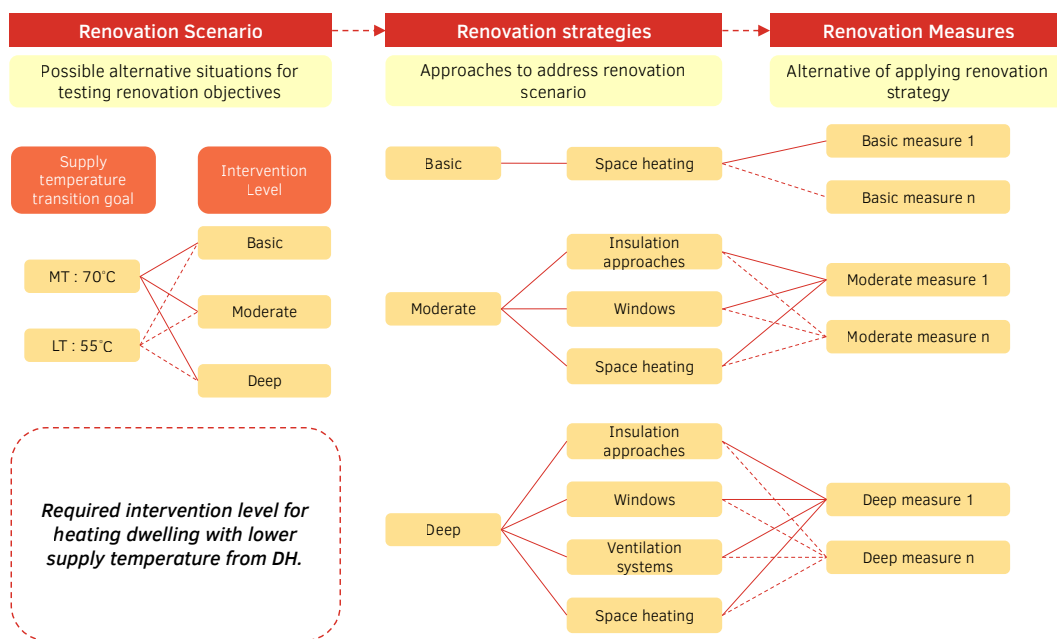 Renovation Scenario
Possible alternative situations for
testing renovation objectives
Supply
temperature
transition goal
Intervention
Level
MT : 70°C
LT : 55°C
Basic
Moderate
Deep
Required intervention level for
heating dwelling with lower
supply temperature from DH.
Renovation strategies
Approaches to address renovation
scenario
Basic
Space heating
Moderate
Insulation
approaches
Windows
Space heating
Deep
Insulation
approaches
Windows
Ventilation
systems
Space heating
Renovation Measures
Alternative of applying renovation
strategy
Basic measure 1
Basic measure n
Moderate measure 1
Moderate measure n
Deep measure 1
Deep measure n